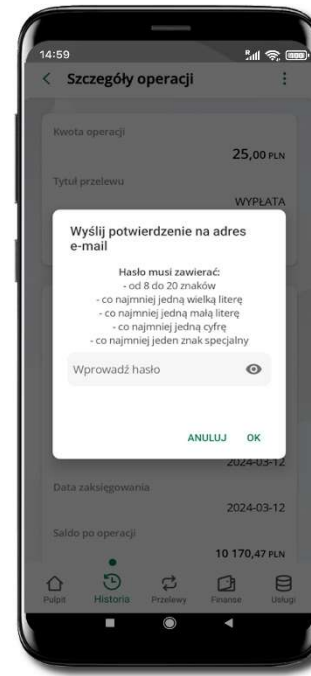 14:59
Szczegóły operacji
Kwota operacji
25,00 PLN
Tytuł przelewu
WYPŁATA
Wyślij potwierdzenie na adres
e-mail
Hasło musi zawierać:
- od 8 do 20 znaków
- co najmniej jedną wielką literę
- co najmniej jedną małą literę
- co najmniej jedną cyfrę
- co najmniej jeden znak specjalny
Wprowadź hasło
ANULUJ OK
2024-03-12
Data zaksięgowania
2024-03-12
Saldo po operacji
10 170,47 PLN
Pulpit Historia Przelewy Finanse Usługi